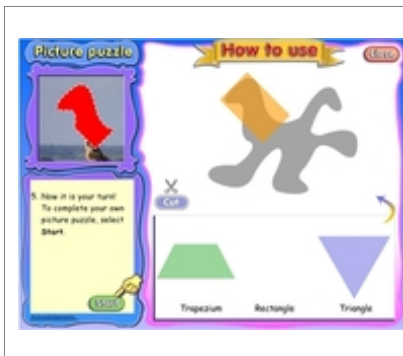 Picture puzzle
How to use
Close
5. Now it is your turn!
To complete your own
picture puzzle, select
Start.
Cut
Start
Trapezium Rectangle Triangle